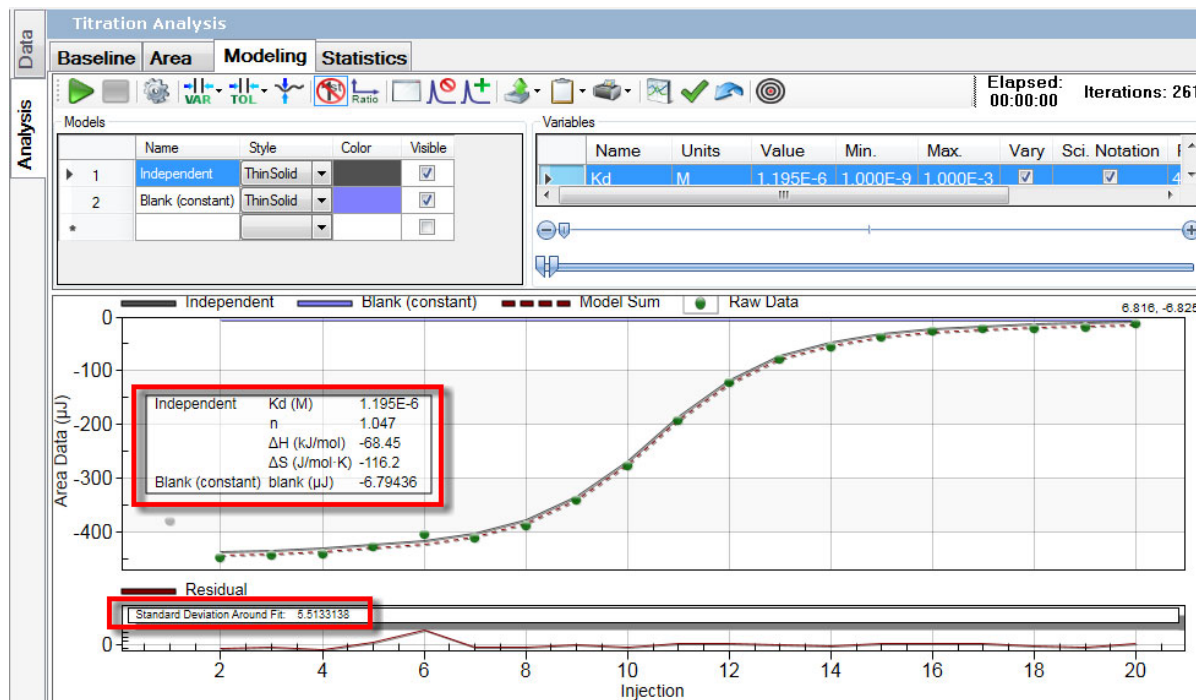 Titration Analysis
Data
Analysis
Baseline Area Modeling Statistics
VAR TOL 1st Ratio Elapsed: 00:00:00 Iterations: 261
Models
Name Style Color Visible
1 Independent ThinSolid
2 Blank (constant) ThinSolid
*
Variables
Name Units Value Min. Max. Vary Sci. Notation
Kd M 1.195E-6 1.000E-9 1.000E-3 4
Independent Blank (constant) Model Sum Raw Data
6.816, -6.825
Area Data (µJ)
0
-100
-200
-300
-400
Independent Kd (M) 1.195E-6
n 1.047
ΔH (kJ/mol) -68.45
ΔS (J/mol·K) -116.2
Blank (constant) blank (µJ) -6.79436
Residual
Standard Deviation Around Fit: 5.5133138
0
2 4 6 8 10 12 14 16 18 20
Injection